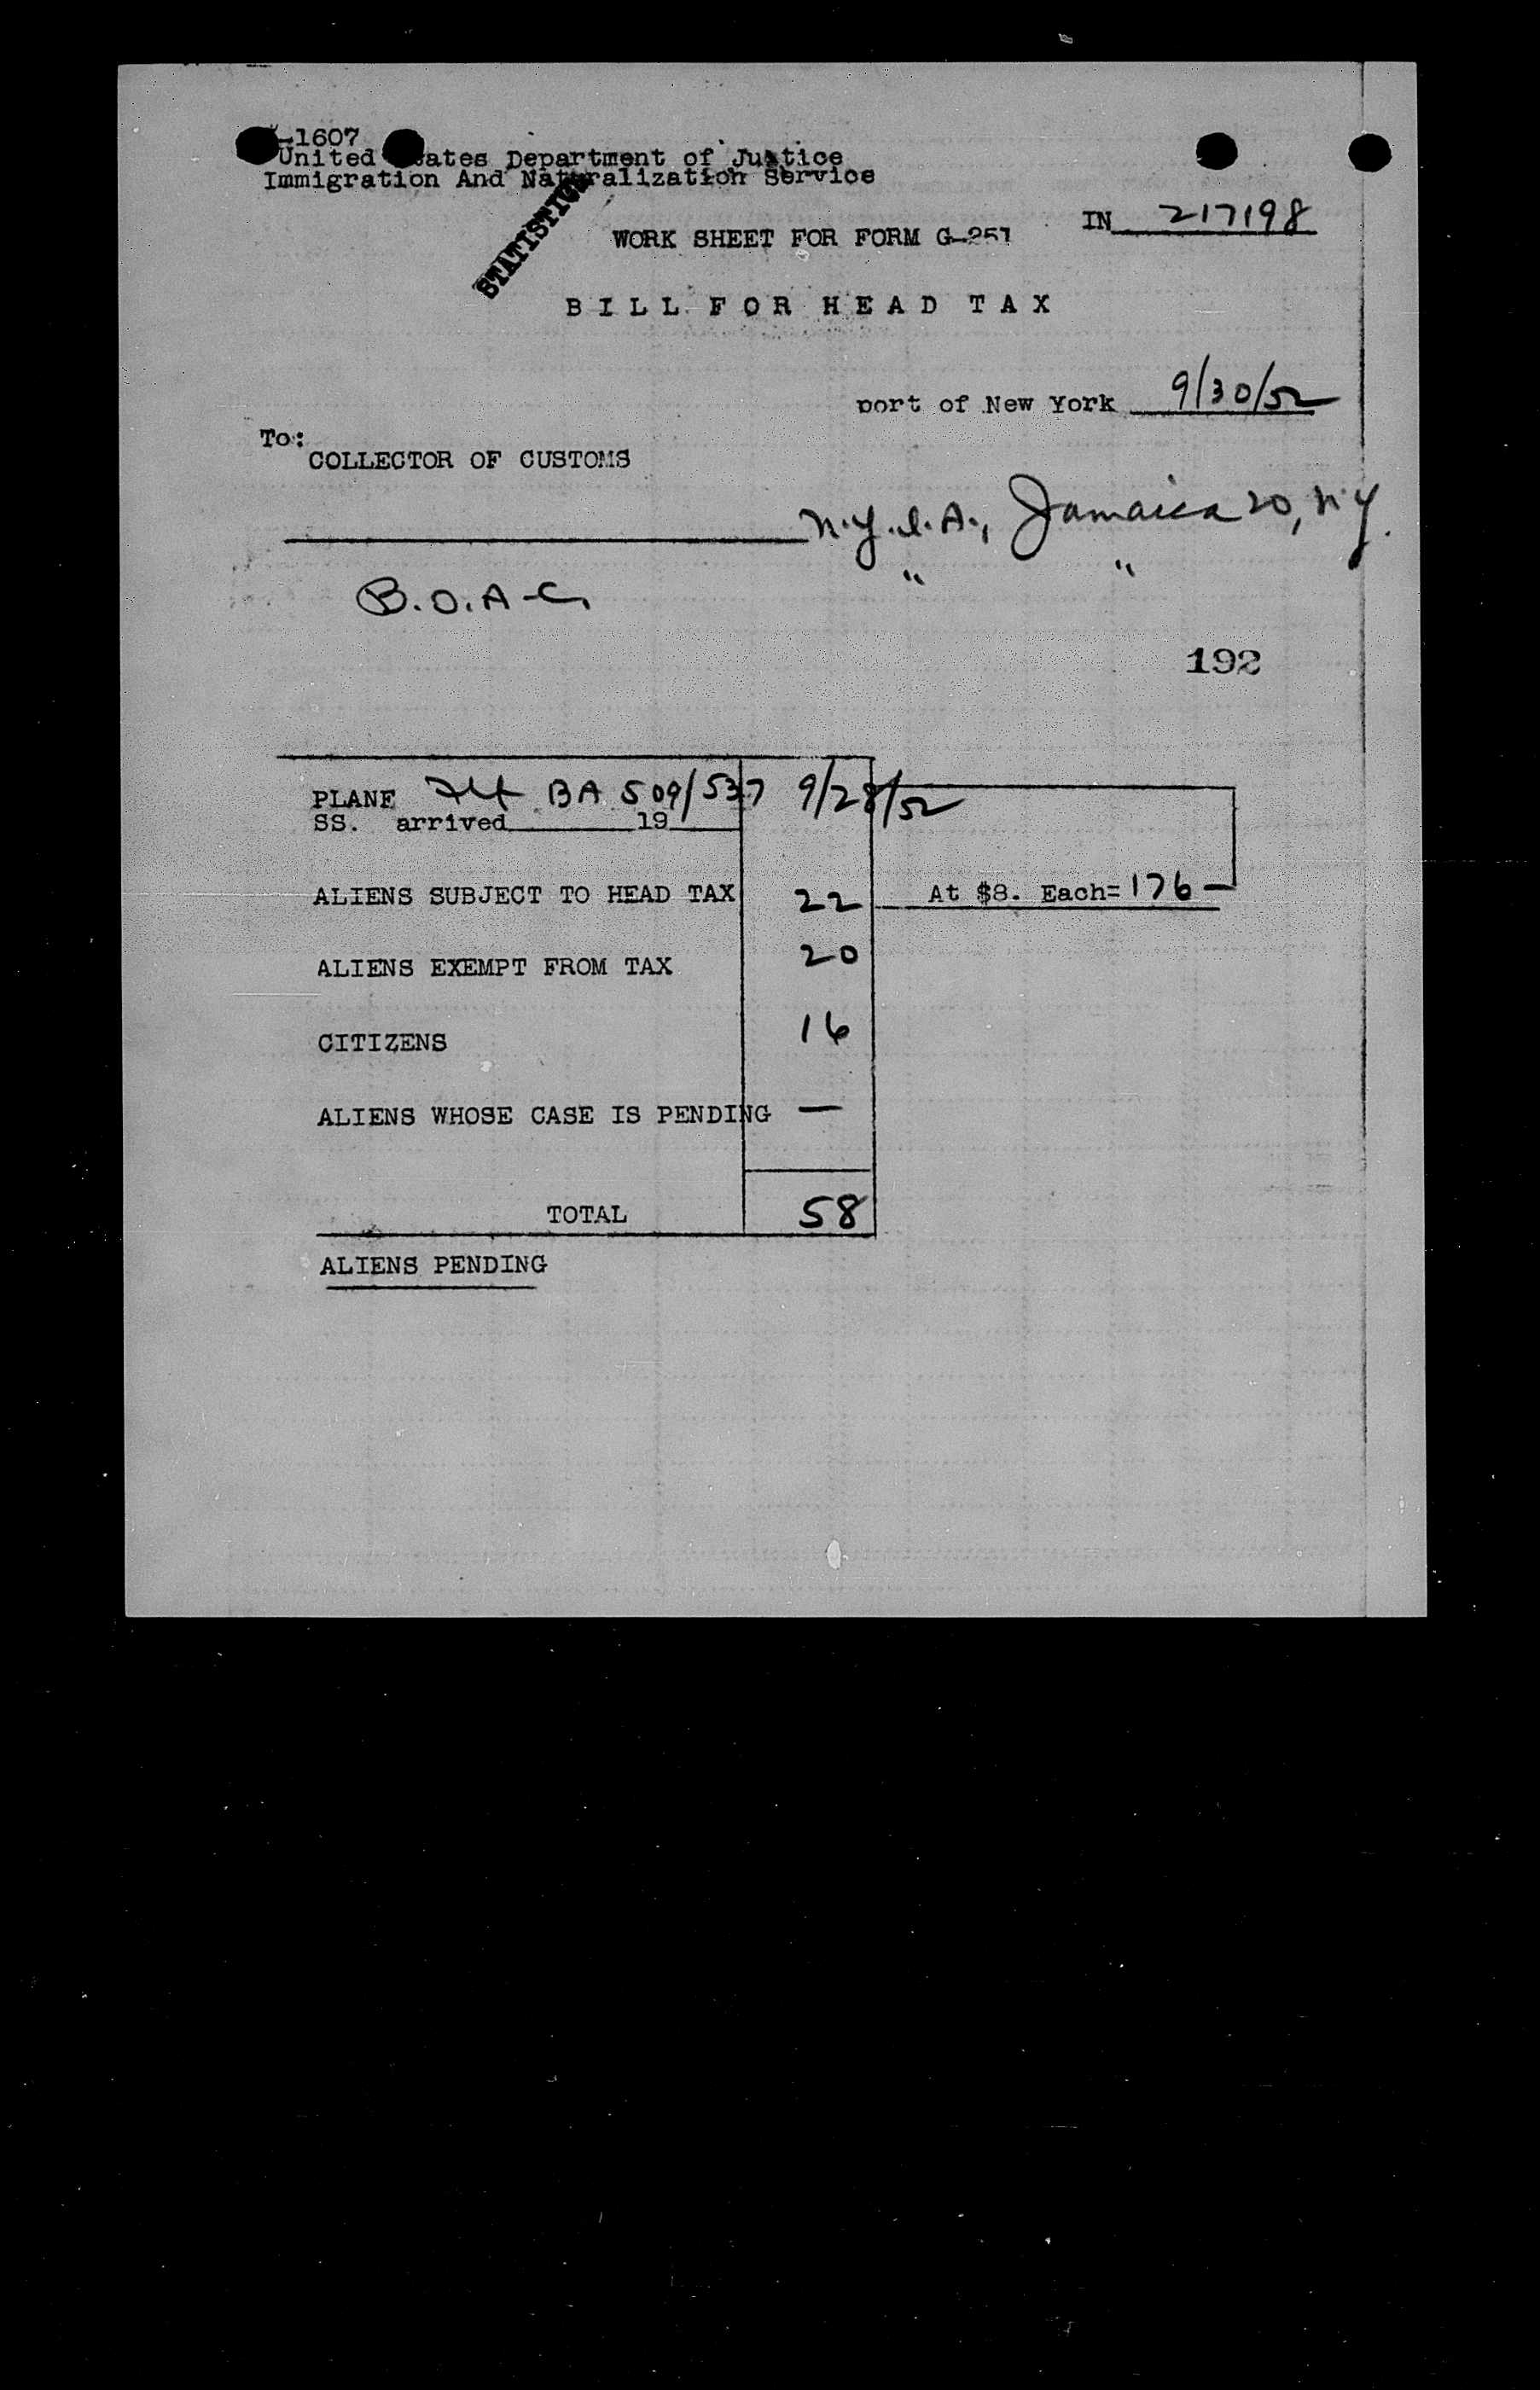 -1607
United ates Department of Justice
Immigration And Naturalization Service
STATISTICS
IN 217198
WORK SHEET FOR FORM G-251
BILL FOR HEAD TAX
port of New York 9/30/52
To:
COLLECTOR OF CUSTOMS
N.Y.I.A., Jamaica 20, N.Y.
" "
B.O.A.C.
192
PLANE BA 509/537 9/28/52
SS. arrived 19
ALIENS SUBJECT TO HEAD TAX 22 At $8. Each= 176 —
ALIENS EXEMPT FROM TAX 20
CITIZENS 16
ALIENS WHOSE CASE IS PENDING —
TOTAL 58
ALIENS PENDING